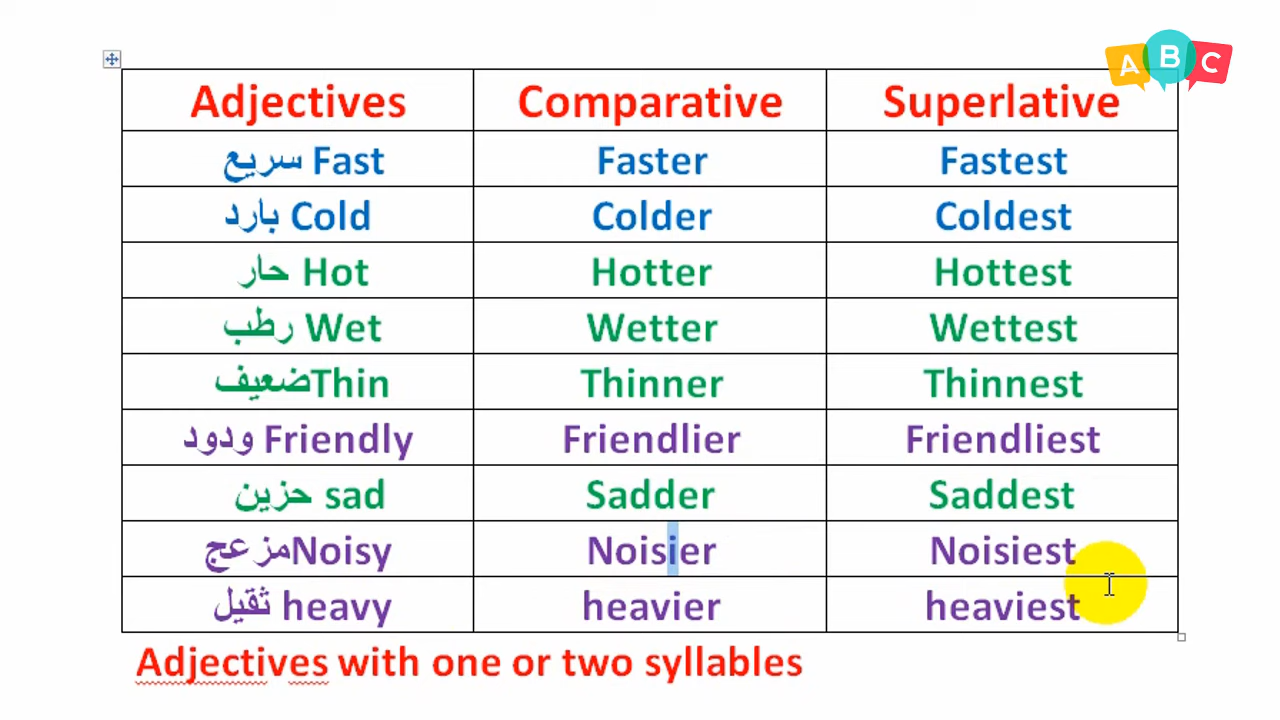 A B C
Adjectives Comparative Superlative
سريع Fast Faster Fastest
بارد Cold Colder Coldest
حار Hot Hotter Hottest
رطب Wet Wetter Wettest
ضعيفThin Thinner Thinnest
ودود Friendly Friendlier Friendliest
حزين sad Sadder Saddest
مزعجNoisy Noisier Noisiest
ثقيل heavy heavier heaviest
Adjectives with one or two syllables